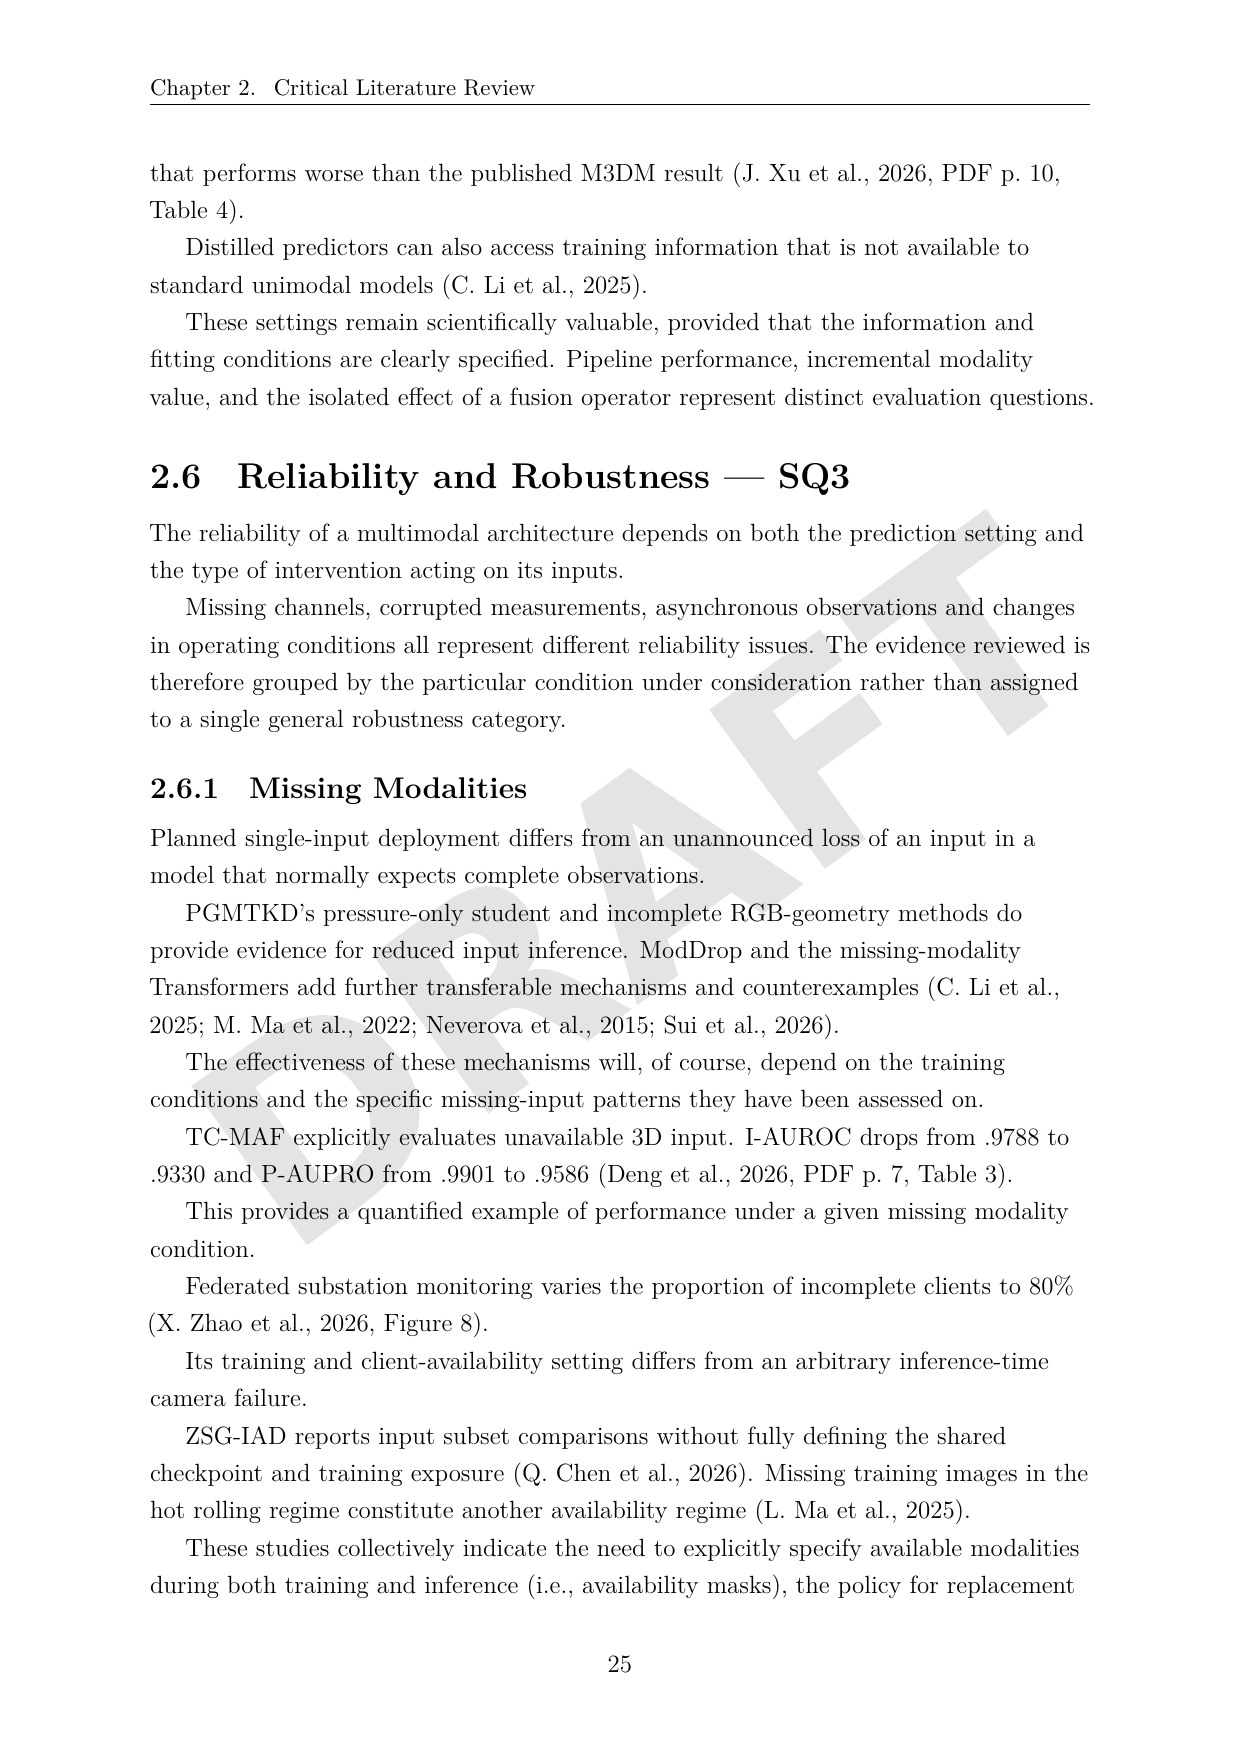 Chapter 2. Critical Literature Review
that performs worse than the published M3DM result (J. Xu et al., 2026, PDF p. 10,
Table 4).
Distilled predictors can also access training information that is not available to
standard unimodal models (C. Li et al., 2025).
These settings remain scientifically valuable, provided that the information and
fitting conditions are clearly specified. Pipeline performance, incremental modality
value, and the isolated effect of a fusion operator represent distinct evaluation questions.
2.6 Reliability and Robustness — SQ3
The reliability of a multimodal architecture depends on both the prediction setting and
the type of intervention acting on its inputs.
Missing channels, corrupted measurements, asynchronous observations and changes
in operating conditions all represent different reliability issues. The evidence reviewed is
therefore grouped by the particular condition under consideration rather than assigned
to a single general robustness category.
2.6.1 Missing Modalities
Planned single-input deployment differs from an unannounced loss of an input in a
model that normally expects complete observations.
PGMTKD's pressure-only student and incomplete RGB-geometry methods do
provide evidence for reduced input inference. ModDrop and the missing-modality
Transformers add further transferable mechanisms and counterexamples (C. Li et al.,
2025; M. Ma et al., 2022; Neverova et al., 2015; Sui et al., 2026).
The effectiveness of these mechanisms will, of course, depend on the training
conditions and the specific missing-input patterns they have been assessed on.
TC-MAF explicitly evaluates unavailable 3D input. I-AUROC drops from .9788 to
.9330 and P-AUPRO from .9901 to .9586 (Deng et al., 2026, PDF p. 7, Table 3).
This provides a quantified example of performance under a given missing modality
condition.
Federated substation monitoring varies the proportion of incomplete clients to 80%
(X. Zhao et al., 2026, Figure 8).
Its training and client-availability setting differs from an arbitrary inference-time
camera failure.
ZSG-IAD reports input subset comparisons without fully defining the shared
checkpoint and training exposure (Q. Chen et al., 2026). Missing training images in the
hot rolling regime constitute another availability regime (L. Ma et al., 2025).
These studies collectively indicate the need to explicitly specify available modalities
during both training and inference (i.e., availability masks), the policy for replacement
25
DRAFT